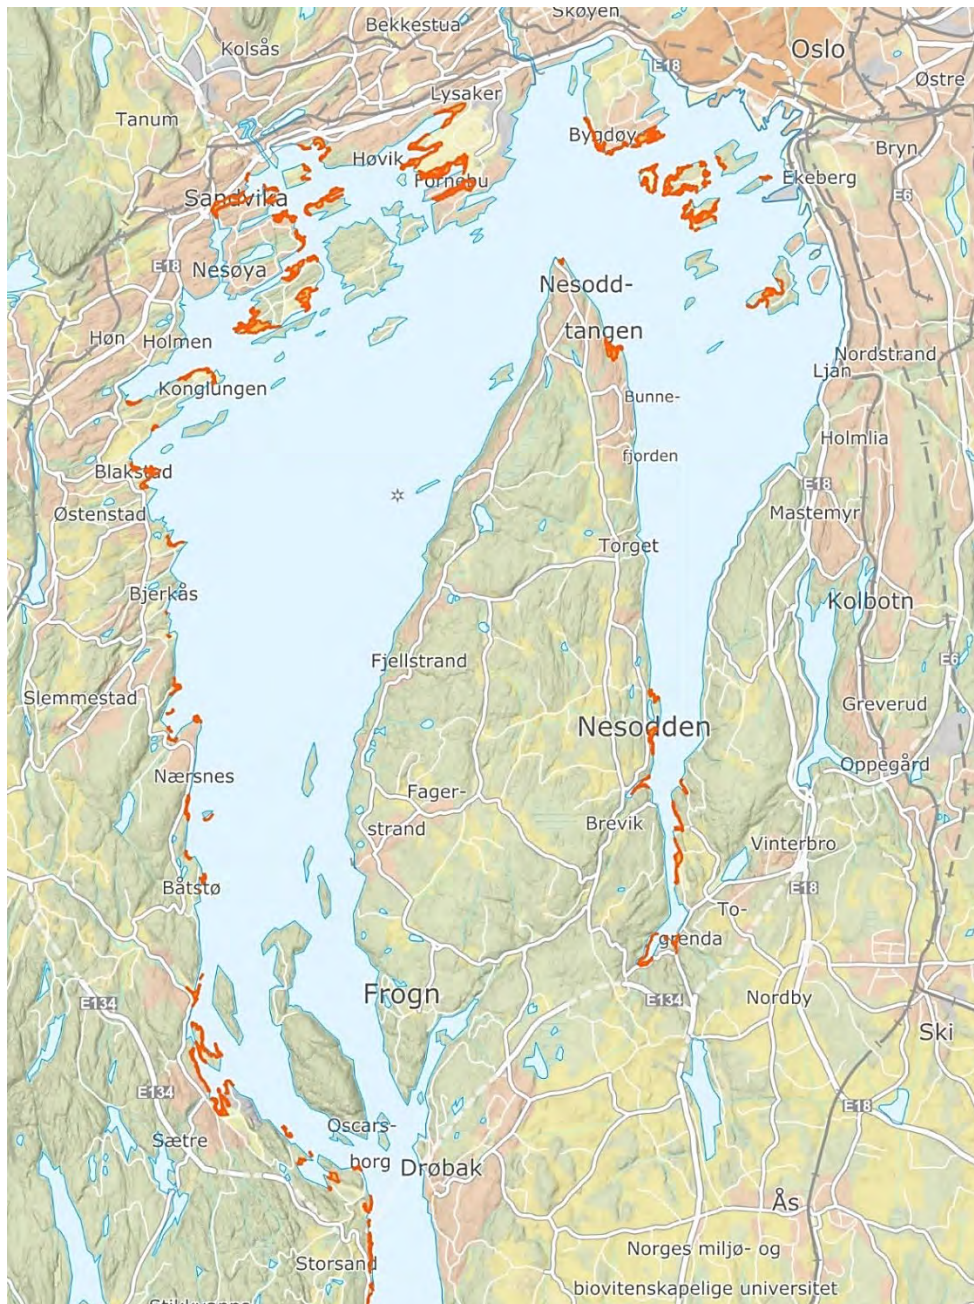 Skøyen
Bekkestua
Kolsås
Oslo
E18
Østre
Lysaker
Tanum
Bygdøy
Høvik
Bryn
Fornebu
Ekeberg
Sandvika
E6
E18
Nesøya
Nesodd-
tangen
Høn
Holmen
Nordstrand
Ljan
Konglungen
Bunne-
Holmlia
fjorden
Blakstad
E18
Østenstad
Mastemyr
Torget
Bjerkås
Kolbotn
Fjellstrand
E6
Slemmestad
Greverud
Nesodden
Nærsnes
Oppegård
Fager-
strand
Brevik
Vinterbro
Båtstø
E18
To-
grenda
Frogn
E134
E134
Nordby
Ski
E134
E18
Oscars-
borg
Sætre
Drøbak
Ås
Norges miljø- og
Storsand
biovitenskapelige universitet